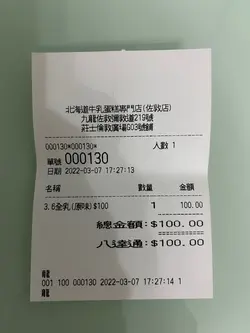 北海道牛乳蛋糕專門店(佐敦店)
九龍佐敦彌敦道219號
莊士倫敦廣場G03號舖
000130*000130* 人數 1
單號 000130
日期 2022-03-07 17:27:13
名稱 數量 金額
3.6全乳(原味)$100 1 100.00
總金額: $100.00
八達通: $100.00
001 100 000130 2022-03-07 17:27:14 1